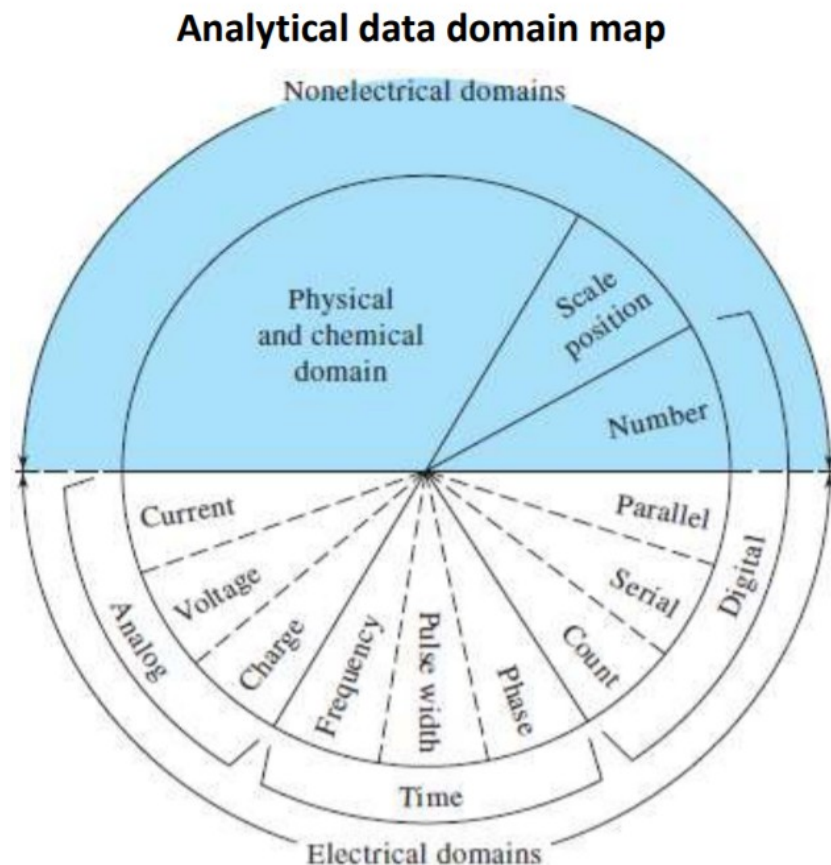 Analytical data domain map
Nonelectrical domains
Physical
and chemical
domain
Scale
position
Number
Current
Voltage
Charge
Frequency
Pulse width
Phase
Count
Serial
Parallel
Analog
Time
Digital
Electrical domains